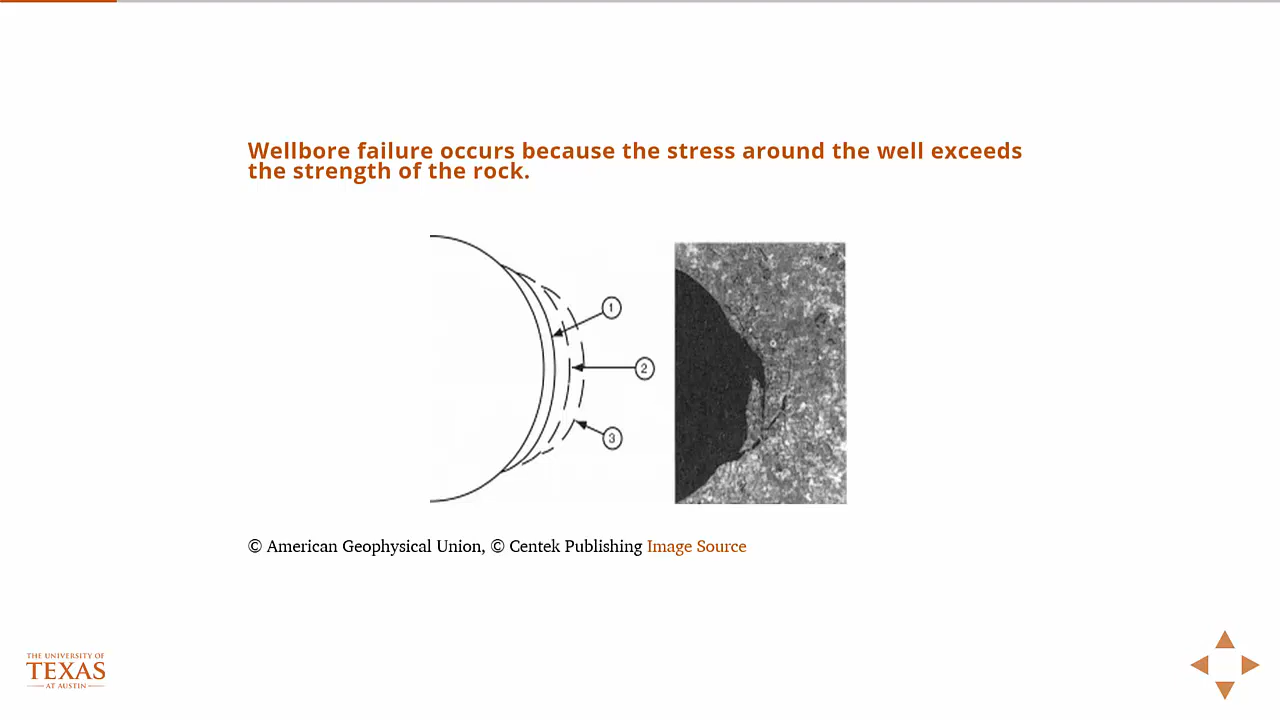 Wellbore failure occurs because the stress around the well exceeds
the strength of the rock.
1
2
3
© American Geophysical Union, © Centek Publishing Image Source
THE UNIVERSITY OF
TEXAS
AT AUSTIN